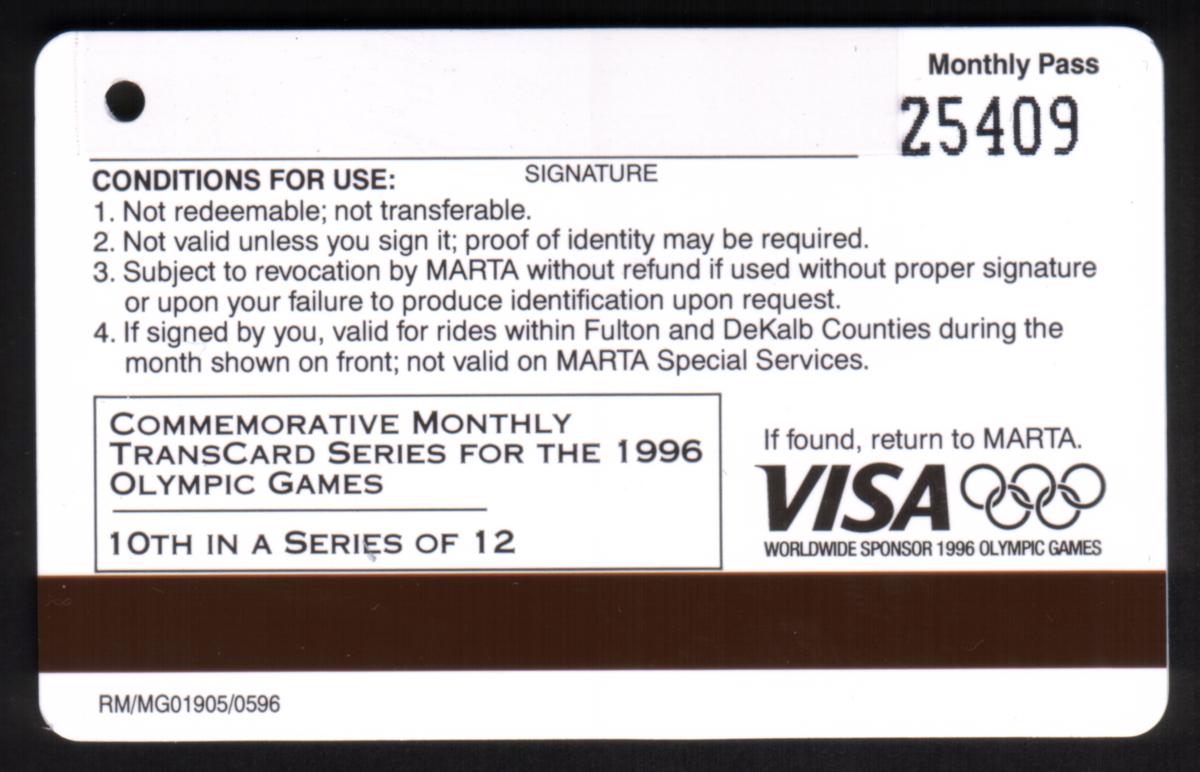 Monthly Pass
25409
SIGNATURE
CONDITIONS FOR USE:
1. Not redeemable; not transferable.
2. Not valid unless you sign it; proof of identity may be required.
3. Subject to revocation by MARTA without refund if used without proper signature
or upon your failure to produce identification upon request.
4. If signed by you, valid for rides within Fulton and DeKalb Counties during the
month shown on front; not valid on MARTA Special Services.
COMMEMORATIVE MONTHLY
TRANSCARD SERIES FOR THE 1996
OLYMPIC GAMES
10TH IN A SERIES OF 12
If found, return to MARTA.
VISA
WORLDWIDE SPONSOR 1996 OLYMPIC GAMES
RM/MG01905/0596